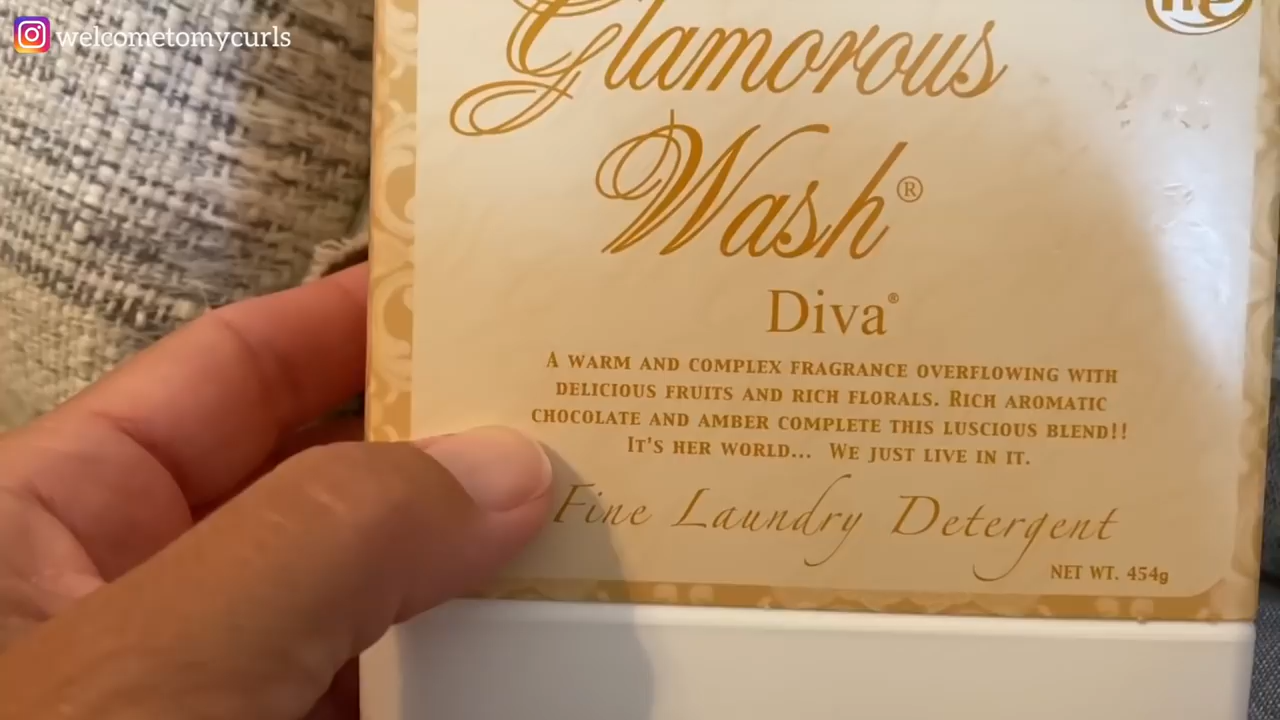 welcometomycurls
Glamorous
Wash®
Diva®
A WARM AND COMPLEX FRAGRANCE OVERFLOWING WITH
DELICIOUS FRUITS AND RICH FLORALS. RICH AROMATIC
CHOCOLATE AND AMBER COMPLETE THIS LUSCIOUS BLEND!!
IT'S HER WORLD... WE JUST LIVE IN IT.
Fine Laundry Detergent
NET WT. 454g